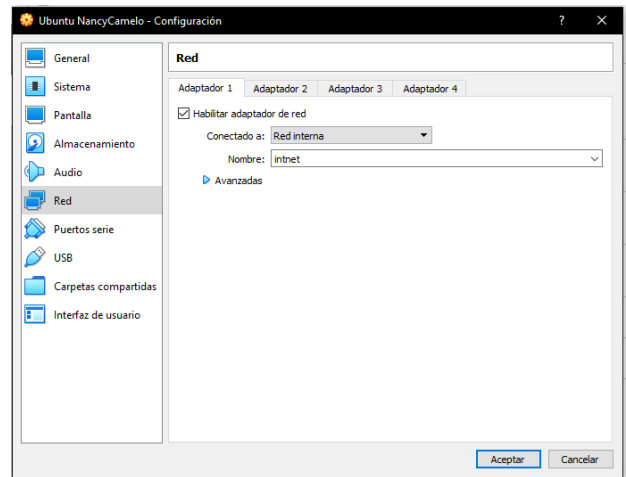 Ubuntu NancyCamelo - Configuración ? X
General
Sistema
Pantalla
Almacenamiento
Audio
Red
Puertos serie
USB
Carpetas compartidas
Interfaz de usuario
Red
Adaptador 1 Adaptador 2 Adaptador 3 Adaptador 4
Habilitar adaptador de red
Conectado a: Red interna
Nombre: intnet
Avanzadas
Aceptar Cancelar